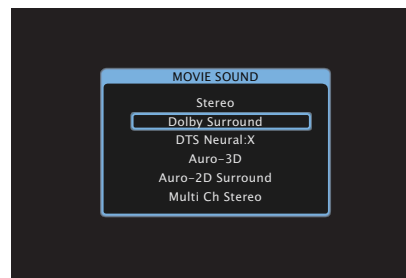 MOVIE SOUND
Stereo
Dolby Surround
DTS Neural:X
Auro-3D
Auro-2D Surround
Multi Ch Stereo